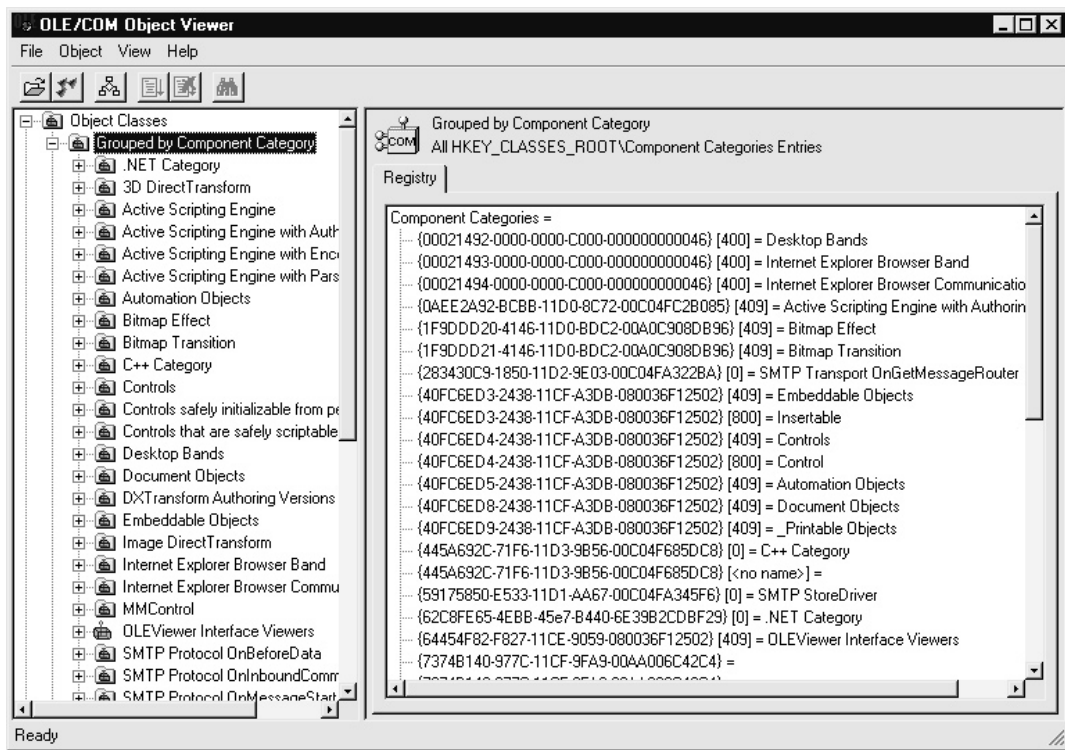 OLE/COM Object Viewer
File Object View Help
Object Classes
Grouped by Component Category
.NET Category
3D DirectTransform
Active Scripting Engine
Active Scripting Engine with Auth
Active Scripting Engine with Enc
Active Scripting Engine with Pars
Automation Objects
Bitmap Effect
Bitmap Transition
C++ Category
Controls
Controls safely initializable from pe
Controls that are safely scriptable
Desktop Bands
Document Objects
DXTransform Authoring Versions
Embeddable Objects
Image DirectTransform
Internet Explorer Browser Band
Internet Explorer Browser Commu
MMControl
OLEViewer Interface Viewers
SMTP Protocol OnBeforeData
SMTP Protocol OnInboundComm
SMTP Protocol OnMessageStart
COM
Grouped by Component Category
All HKEY_CLASSES_ROOT\Component Categories Entries
Registry
Component Categories =
{00021492-0000-0000-C000-000000000046} [400] = Desktop Bands
{00021493-0000-0000-C000-000000000046} [400] = Internet Explorer Browser Band
{00021494-0000-0000-C000-000000000046} [400] = Internet Explorer Browser Communicatio
{0AEE2A92-BCBB-11D0-8C72-00C04FC2B085} [409] = Active Scripting Engine with Authorin
{1F9DDD20-4146-11D0-BDC2-00A0C908DB96} [409] = Bitmap Effect
{1F9DDD21-4146-11D0-BDC2-00A0C908DB96} [409] = Bitmap Transition
{283430C9-1850-11D2-9E03-00C04FA322BA} [0] = SMTP Transport OnGetMessageRouter
{40FC6ED3-2438-11CF-A3DB-080036F12502} [409] = Embeddable Objects
{40FC6ED3-2438-11CF-A3DB-080036F12502} [800] = Insertable
{40FC6ED4-2438-11CF-A3DB-080036F12502} [409] = Controls
{40FC6ED4-2438-11CF-A3DB-080036F12502} [800] = Control
{40FC6ED5-2438-11CF-A3DB-080036F12502} [409] = Automation Objects
{40FC6ED8-2438-11CF-A3DB-080036F12502} [409] = Document Objects
{40FC6ED9-2438-11CF-A3DB-080036F12502} [409] = _Printable Objects
{445A692C-71F6-11D3-9B56-00C04F685DC8} [0] = C++ Category
{445A692C-71F6-11D3-9B56-00C04F685DC8} [<no name>] =
{59175850-E533-11D1-AA67-00C04FA345F6} [0] = SMTP StoreDriver
{62C8FE65-4EBB-45e7-B440-6E39B2CDBF29} [0] = .NET Category
{64454F82-F827-11CE-9059-080036F12502} [409] = OLEViewer Interface Viewers
{7374B140-977C-11CF-9FA9-00AA006C42C4} =
Ready